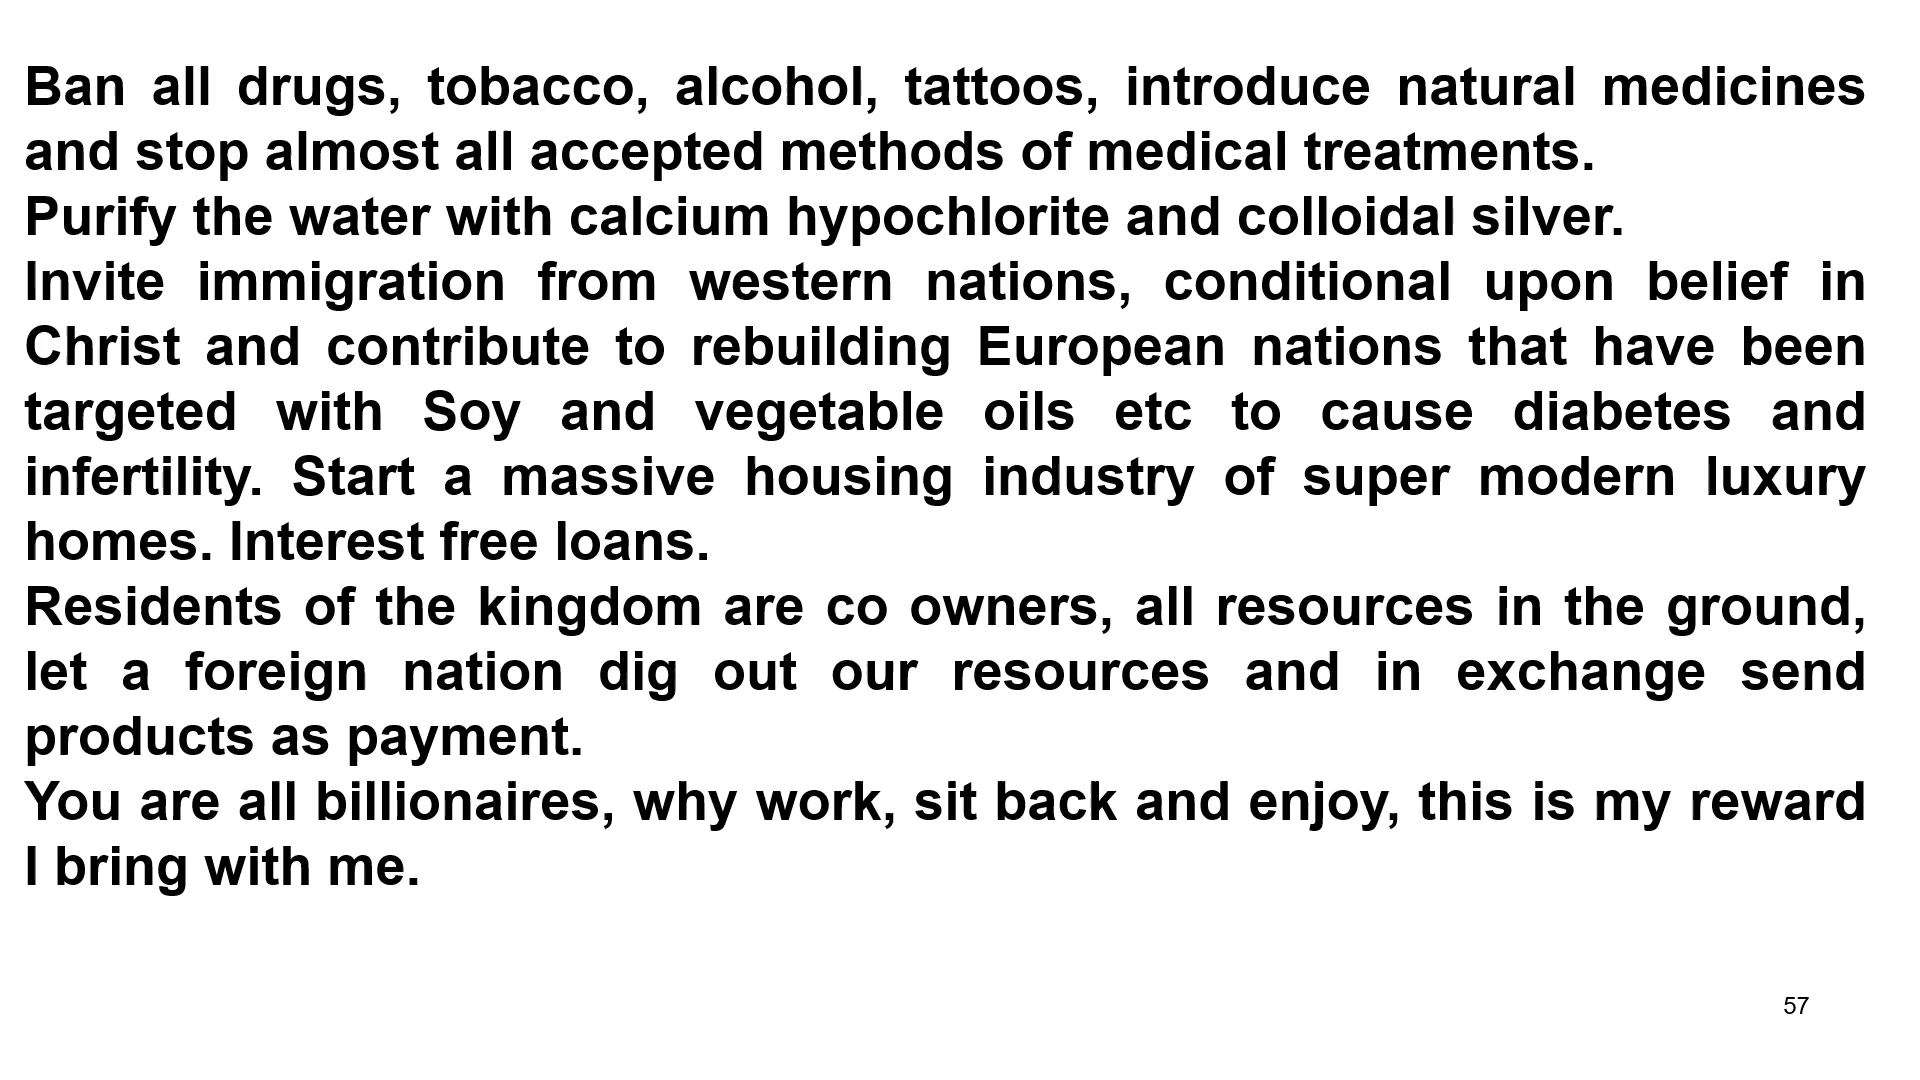 Ban all drugs, tobacco, alcohol, tattoos, introduce natural medicines
and stop almost all accepted methods of medical treatments.
Purify the water with calcium hypochlorite and colloidal silver.
Invite immigration from western nations, conditional upon belief in
Christ and contribute to rebuilding European nations that have been
targeted with Soy and vegetable oils etc to cause diabetes and
infertility. Start a massive housing industry of super modern luxury
homes. Interest free loans.
Residents of the kingdom are co owners, all resources in the ground,
let a foreign nation dig out our resources and in exchange send
products as payment.
You are all billionaires, why work, sit back and enjoy, this is my reward
I bring with me.
57